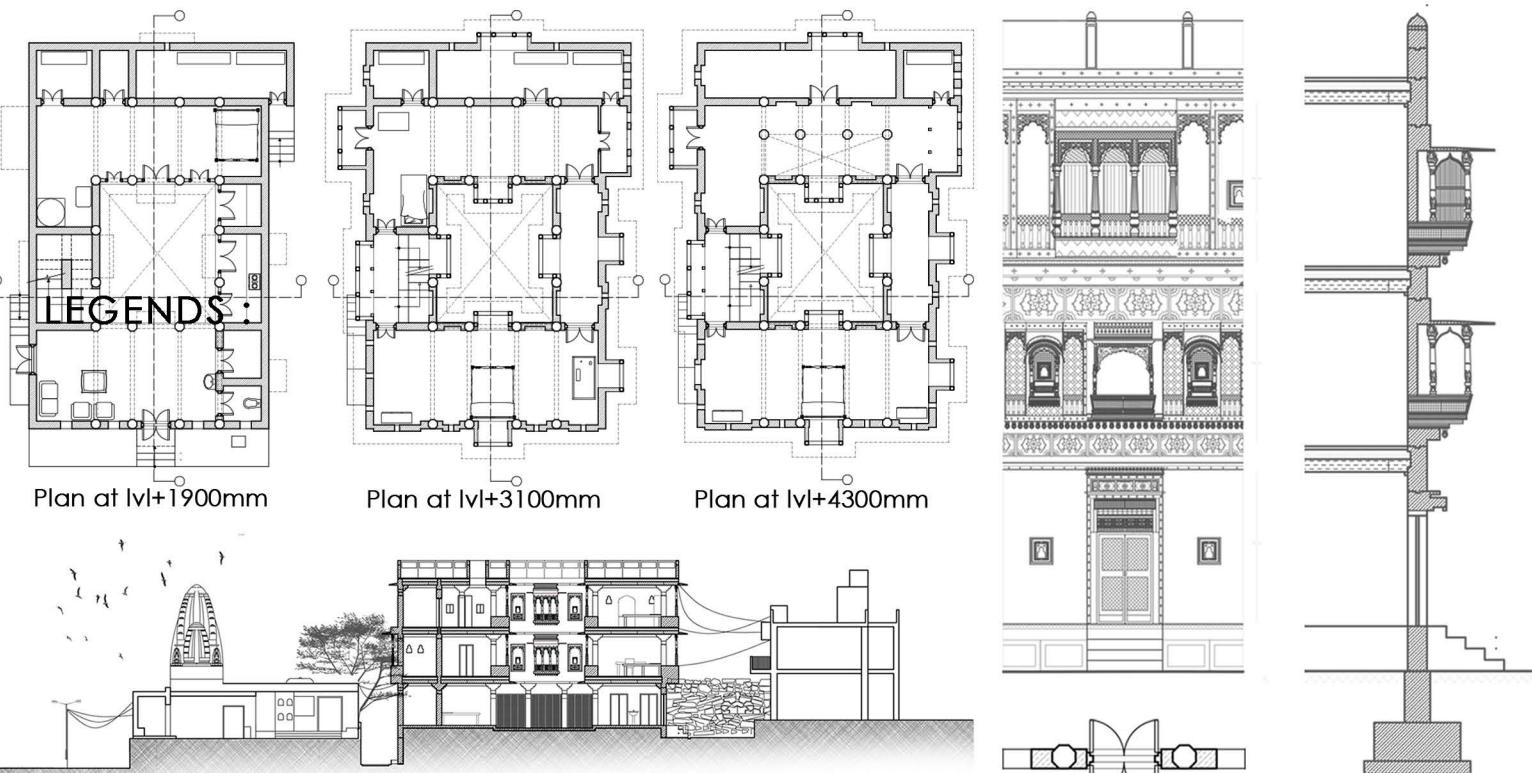 LEGENDS :
Plan at lvl+1900mm
Plan at lvl+3100mm
Plan at lvl+4300mm